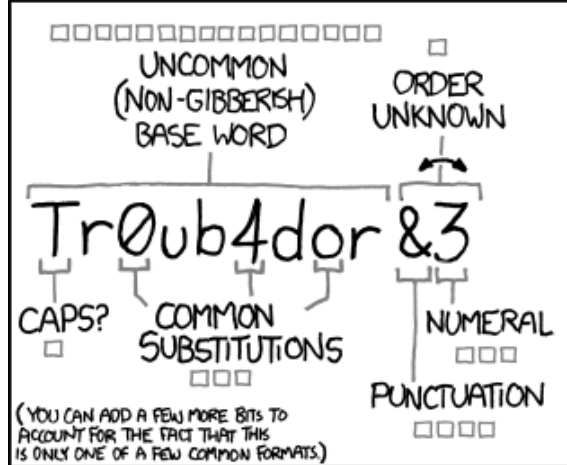 UNCOMMON
(NON-GIBBERISH)
BASE WORD
ORDER
UNKNOWN
Tr0ub4dor &3
CAPS?
COMMON
SUBSTITUTIONS
NUMERAL
PUNCTUATION
(YOU CAN ADD A FEW MORE BITS TO
ACCOUNT FOR THE FACT THAT THIS
IS ONLY ONE OF A FEW COMMON FORMATS.)